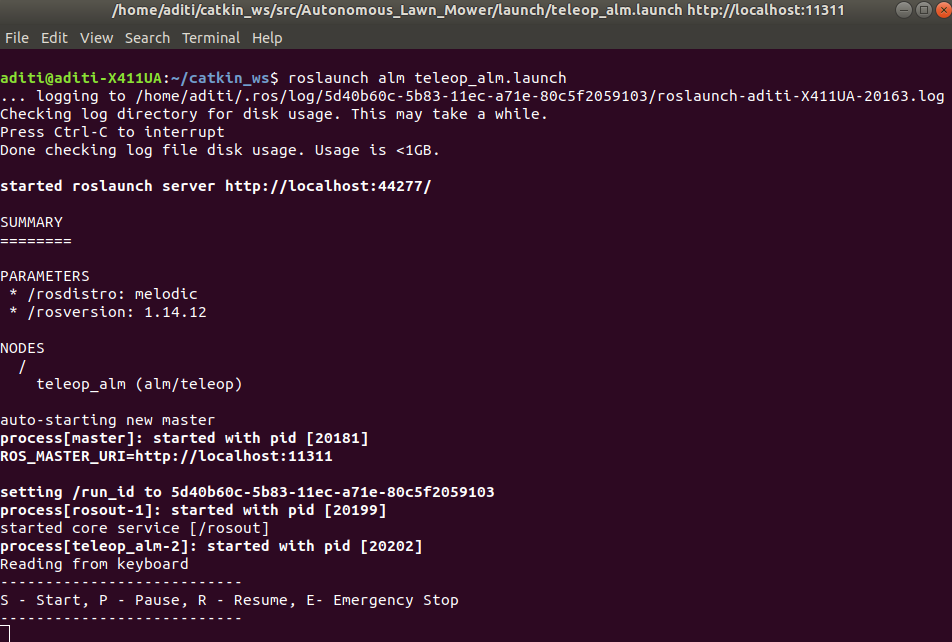 /home/aditi/catkin_ws/src/Autonomous_Lawn_Mower/launch/teleop_alm.launch http://localhost:11311
File Edit View Search Terminal Help
aditi@aditi-X411UA:~/catkin_ws$ roslaunch alm teleop_alm.launch
... logging to /home/aditi/.ros/log/5d40b60c-5b83-11ec-a71e-80c5f2059103/roslaunch-aditi-X411UA-20163.log
Checking log directory for disk usage. This may take a while.
Press Ctrl-C to interrupt
Done checking log file disk usage. Usage is <1GB.
started roslaunch server http://localhost:44277/
SUMMARY
========
PARAMETERS
* /rosdistro: melodic
* /rosversion: 1.14.12
NODES
/
teleop_alm (alm/teleop)
auto-starting new master
process[master]: started with pid [20181]
ROS_MASTER_URI=http://localhost:11311
setting /run_id to 5d40b60c-5b83-11ec-a71e-80c5f2059103
process[rosout-1]: started with pid [20199]
started core service [/rosout]
process[teleop_alm-2]: started with pid [20202]
Reading from keyboard
---------------------------
S - Start, P - Pause, R - Resume, E- Emergency Stop
---------------------------